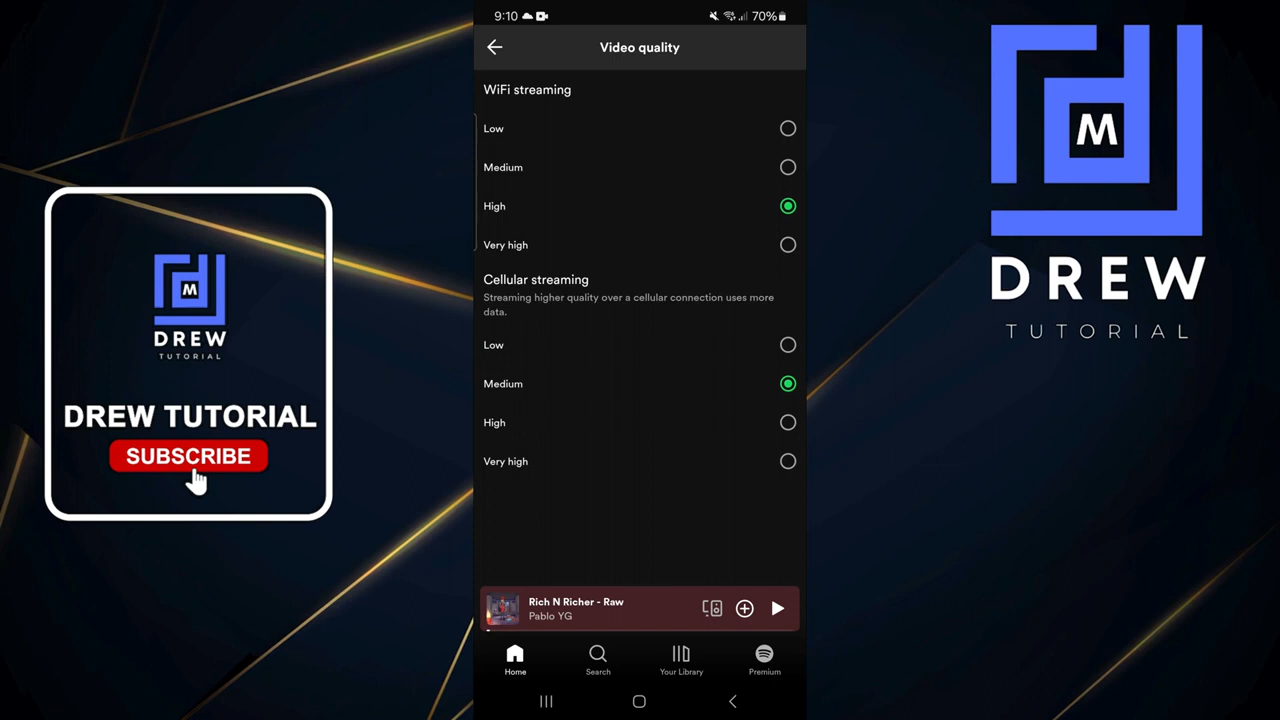 9:10
70%
Video quality
WiFi streaming
Low
Medium
High
Very high
Cellular streaming
Streaming higher quality over a cellular connection uses more
data.
Low
Medium
High
Very high
Rich N Richer - Raw
Pablo YG
Home
Search
Your Library
Premium
M
DREW
TUTORIAL
DREW TUTORIAL
SUBSCRIBE
M
DREW
TUTORIAL